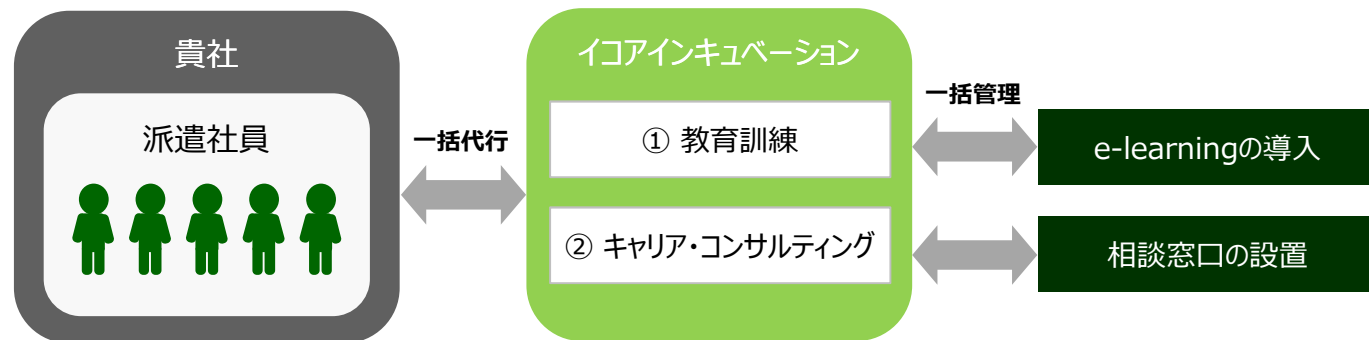 貴社
派遣社員
一括代行
イコアインキュベーション
① 教育訓練
② キャリア・コンサルティング
一括管理
e-learningの導入
相談窓口の設置